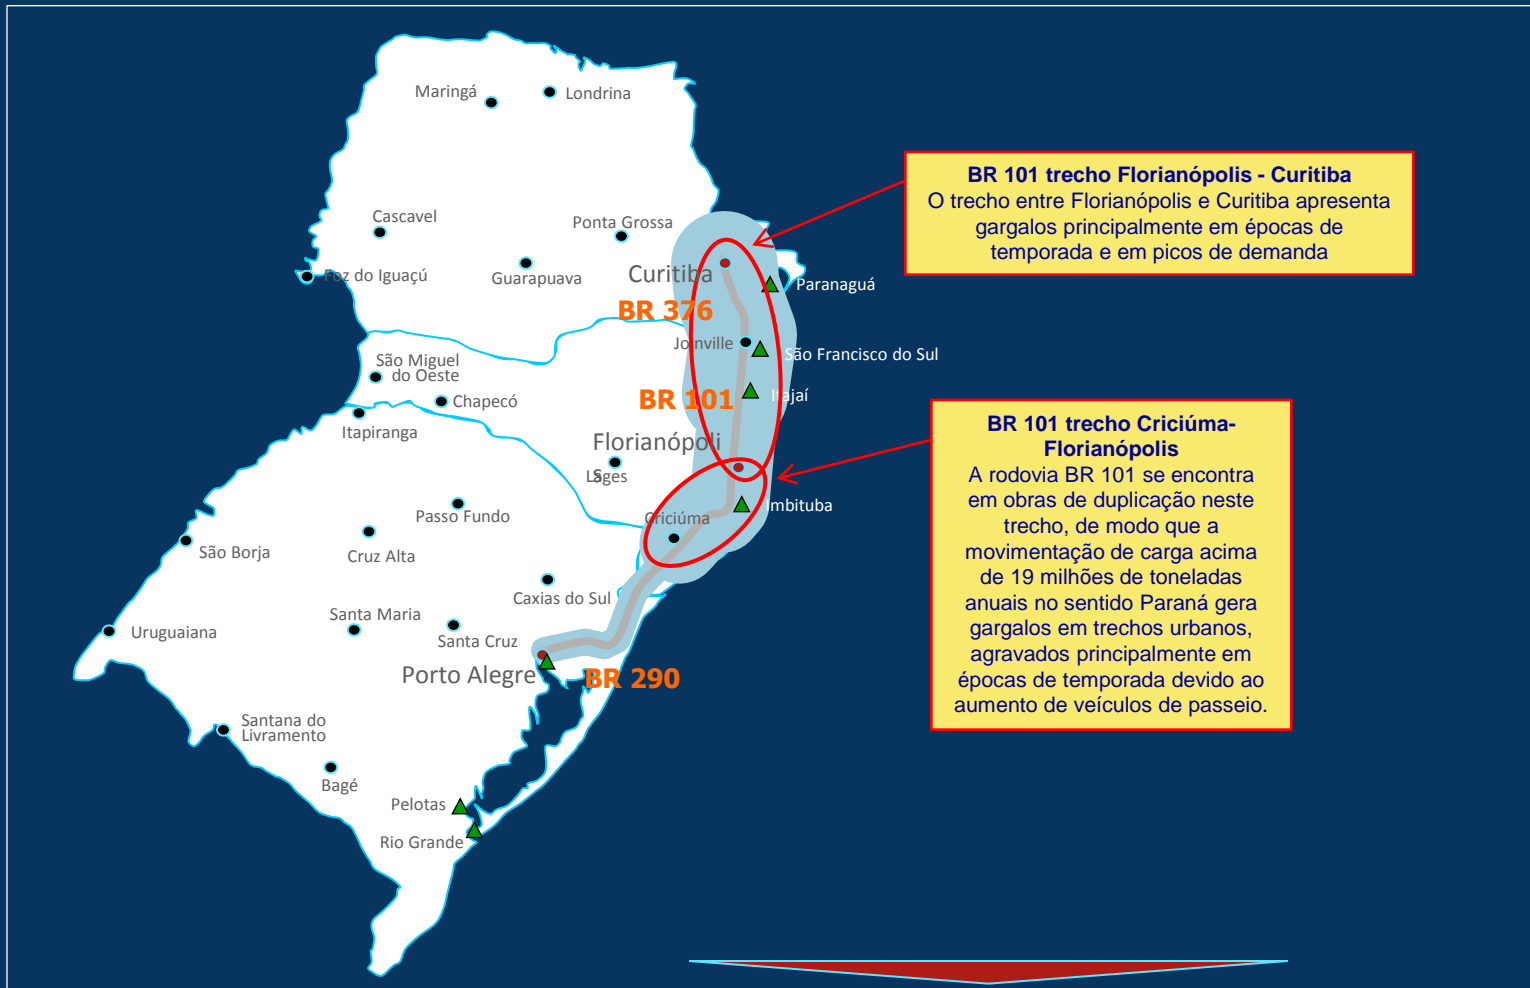 Maringá
Londrina
Cascavel
Ponta Grossa
Foz do Iguaçú
Guarapuava
Curitiba
Paranaguá
BR 376
Joinville
São Francisco do Sul
São Miguel
do Oeste
Chapecó
BR 101
Itajaí
Itapiranga
Florianópoli
s
Lages
Imbituba
Passo Fundo
Criciúma
São Borja
Cruz Alta
Caxias do Sul
Santa Maria
Santa Cruz
Uruguaiana
Porto Alegre
BR 290
Santana do
Livramento
Bagé
Pelotas
Rio Grande
BR 101 trecho Florianópolis - Curitiba
O trecho entre Florianópolis e Curitiba apresenta
gargalos principalmente em épocas de
temporada e em picos de demanda
BR 101 trecho Criciúma-
Florianópolis
A rodovia BR 101 se encontra
em obras de duplicação neste
trecho, de modo que a
movimentação de carga acima
de 19 milhões de toneladas
anuais no sentido Paraná gera
gargalos em trechos urbanos,
agravados principalmente em
épocas de temporada devido ao
aumento de veículos de passeio.